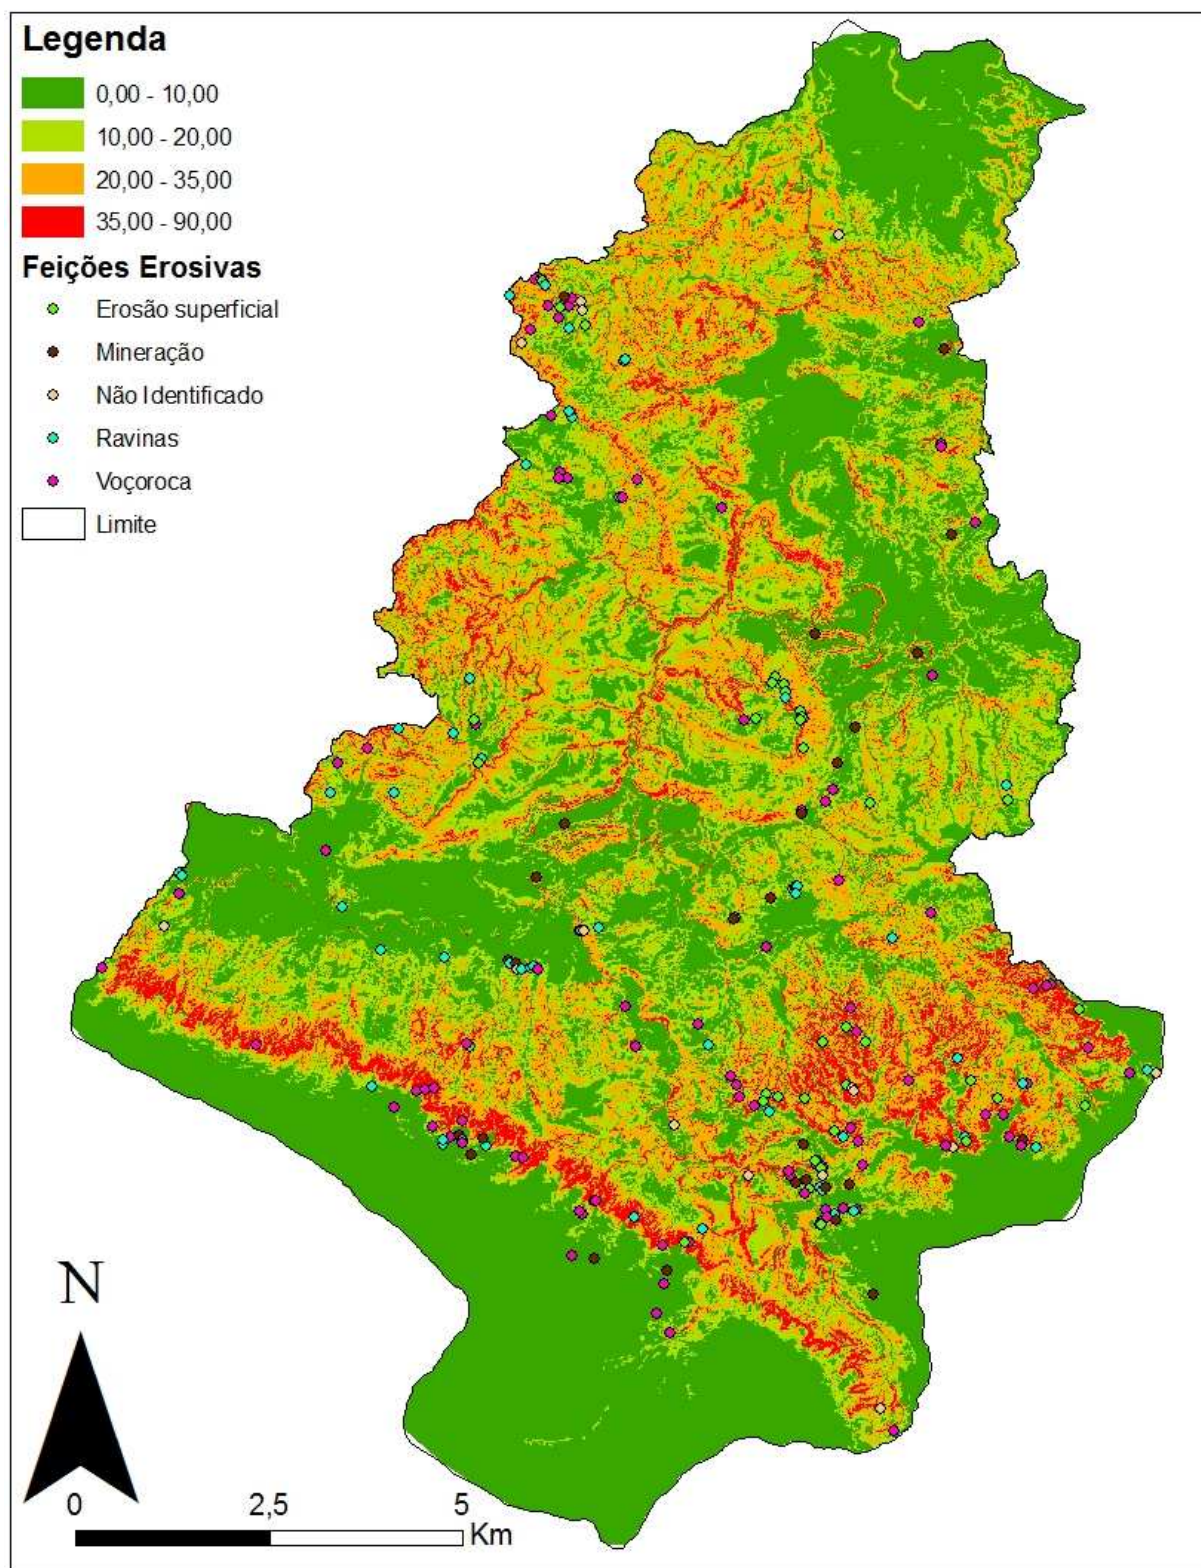 Legenda
0,00 - 10,00
10,00 - 20,00
20,00 - 35,00
35,00 - 90,00
Feições Erosivas
Erosão superficial
Mineração
Não Identificado
Ravinas
Voçoroca
Limite
N
0 2,5 5
Km